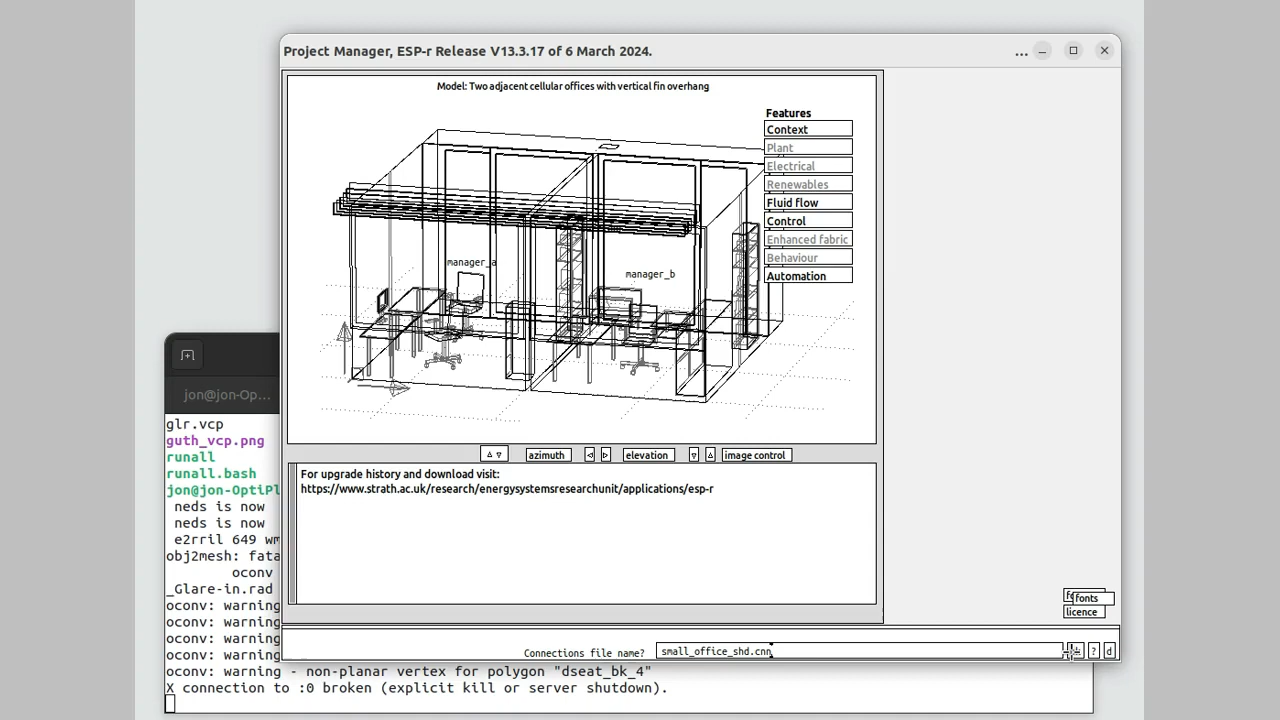 Project Manager, ESP-r Release V13.3.17 of 6 March 2024.
...
Model: Two adjacent cellular offices with vertical fin overhang
Features
Context
Plant
Electrical
Renewables
Fluid flow
Control
Enhanced fabric
Behaviour
Automation
manager_a
manager_b
azimuth
elevation
image control
For upgrade history and download visit:
https://www.strath.ac.uk/research/energysystemsresearchunit/applications/esp-r
fonts
licence
Connections file name?
small_office_shd.cnn
?
d
jon@jon-Op...
glr.vcp
guth_vcp.png
runall
runall.bash
jon@jon-OptiPl
neds is now
neds is now
e2rril 649 wm
obj2mesh: fata
oconv
_Glare-in.rad
oconv: warning
oconv: warning
oconv: warning
oconv: warning
oconv: warning - non-planar vertex for polygon "dseat_bk_4"
X connection to :0 broken (explicit kill or server shutdown).